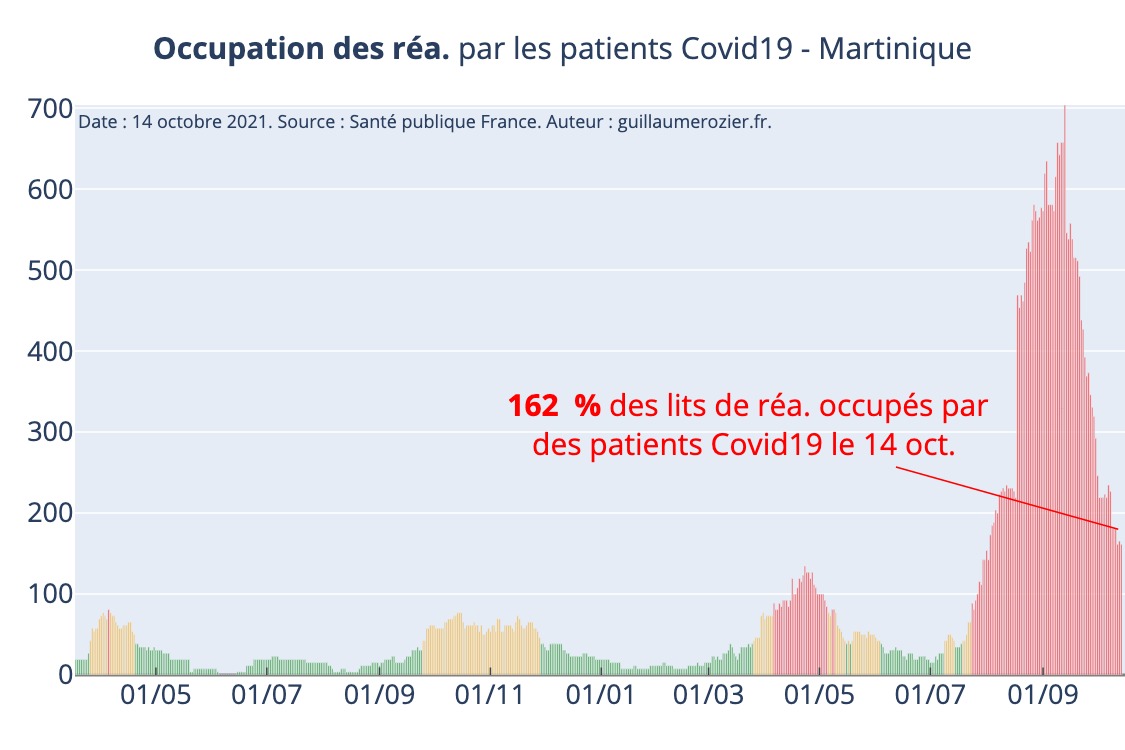 Occupation des réa. par les patients Covid19 - Martinique
700
Date : 14 octobre 2021. Source : Santé publique France. Auteur : guillaumerozier.fr.
600
500
400
162 % des lits de réa. occupés par
300
des patients Covid19 le 14 oct.
200
100
0
01/05 01/07 01/09 01/11 01/01 01/03 01/05 01/07 01/09